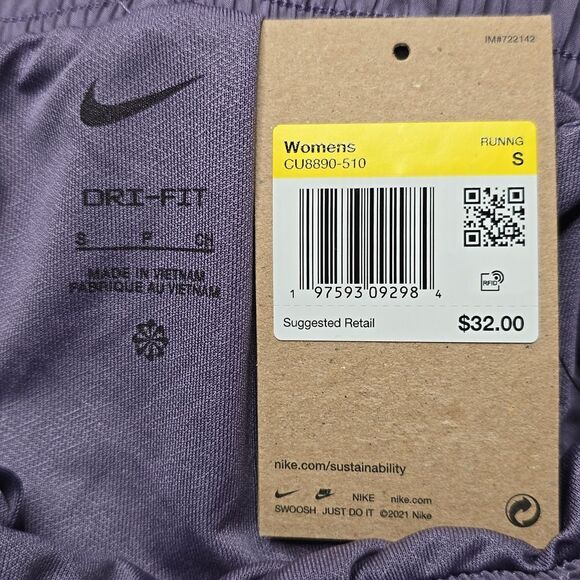 DRI-FIT
S P CH
MADE IN VIETNAM
FABRIQUE AU VIETNAM
IM#722142
Womens RUNNG
CU8890-510 S
1 97593 09298 4
RFID
Suggested Retail $32.00
nike.com/sustainability
NIKE NIKE nike.com
SWOOSH JUST DO IT ©2021 Nike